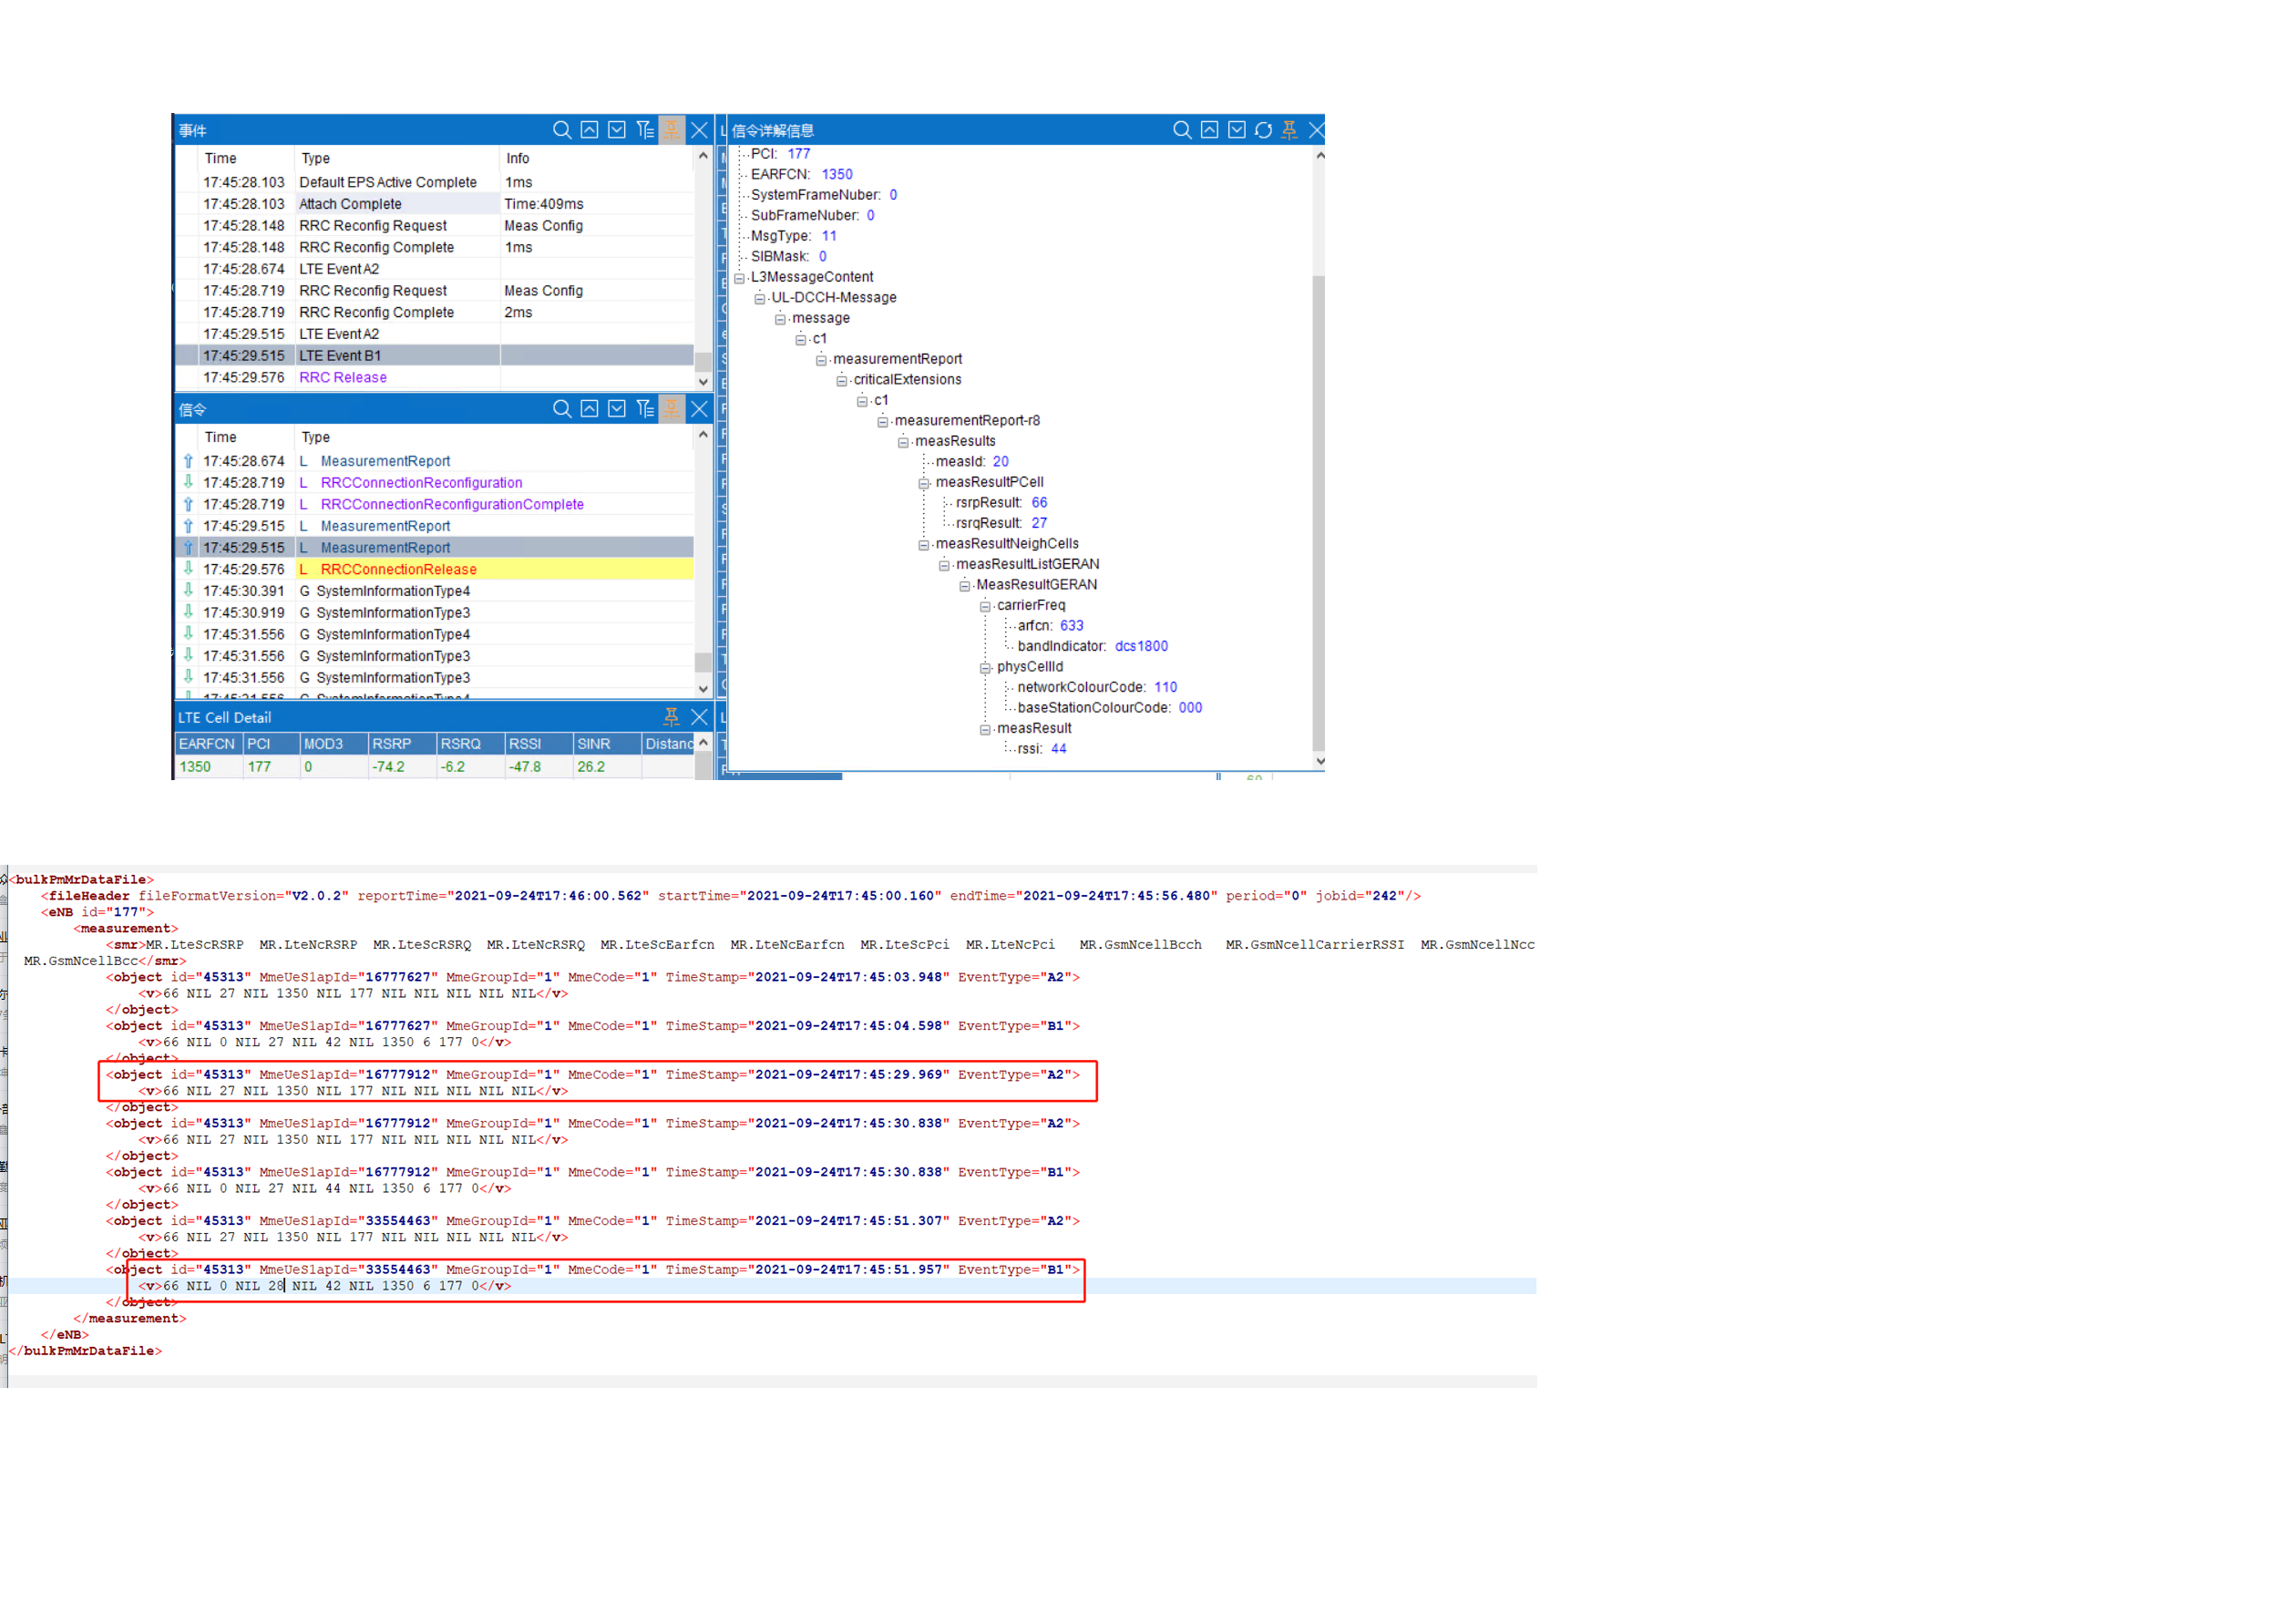 事件
Time Type Info
17:45:28.103 Default EPS Active Complete 1ms
17:45:28.103 Attach Complete Time:409ms
17:45:28.148 RRC Reconfig Request Meas Config
17:45:28.148 RRC Reconfig Complete 1ms
17:45:28.674 LTE Event A2
17:45:28.719 RRC Reconfig Request Meas Config
17:45:28.719 RRC Reconfig Complete 2ms
17:45:29.515 LTE Event A2
17:45:29.515 LTE Event B1
17:45:29.576 RRC Release
信令
Time Type
17:45:28.674 L MeasurementReport
17:45:28.719 L RRCConnectionReconfiguration
17:45:28.719 L RRCConnectionReconfigurationComplete
17:45:29.515 L MeasurementReport
17:45:29.515 L MeasurementReport
17:45:29.576 L RRCConnectionRelease
17:45:30.391 G SystemInformationType4
17:45:30.919 G SystemInformationType3
17:45:31.556 G SystemInformationType4
17:45:31.556 G SystemInformationType3
17:45:31.556 G SystemInformationType3
17:45:31.556 G SystemInformationType4
LTE Cell Detail
EARFCN PCI MOD3 RSRP RSRQ RSSI SINR Distanc
1350 177 0 -74.2 -6.2 -47.8 26.2
信令详解信息
PCI: 177
EARFCN: 1350
SystemFrameNuber: 0
SubFrameNuber: 0
MsgType: 11
SIBMask: 0
L3MessageContent
UL-DCCH-Message
message
c1
measurementReport
criticalExtensions
c1
measurementReport-r8
measResults
measId: 20
measResultPCell
rsrpResult: 66
rsrqResult: 27
measResultNeighCells
measResultListGERAN
MeasResultGERAN
carrierFreq
arfcn: 633
bandIndicator: dcs1800
physCellId
networkColourCode: 110
baseStationColourCode: 000
measResult
rssi: 44
<bulkPmMrDataFile>
<fileHeader fileFormatVersion="V2.0.2" reportTime="2021-09-24T17:46:00.562" startTime="2021-09-24T17:45:00.160" endTime="2021-09-24T17:45:56.480" period="0" jobid="242"/>
<eNB id="177">
<measurement>
<smr>MR.LteScRSRP MR.LteNcRSRP MR.LteScRSRQ MR.LteNcRSRQ MR.LteScEarfcn MR.LteNcEarfcn MR.LteScPci MR.LteNcPci MR.GsmNcellBcch MR.GsmNcellCarrierRSSI MR.GsmNcellNcc
MR.GsmNcellBcc</smr>
<object id="45313" MmeUeS1apId="16777627" MmeGroupId="1" MmeCode="1" TimeStamp="2021-09-24T17:45:03.948" EventType="A2">
<v>66 NIL 27 NIL 1350 NIL 177 NIL NIL NIL NIL NIL</v>
</object>
<object id="45313" MmeUeS1apId="16777627" MmeGroupId="1" MmeCode="1" TimeStamp="2021-09-24T17:45:04.598" EventType="B1">
<v>66 NIL 0 NIL 27 NIL 42 NIL 1350 6 177 0</v>
</object>
<object id="45313" MmeUeS1apId="16777912" MmeGroupId="1" MmeCode="1" TimeStamp="2021-09-24T17:45:29.969" EventType="A2">
<v>66 NIL 27 NIL 1350 NIL 177 NIL NIL NIL NIL NIL</v>
</object>
<object id="45313" MmeUeS1apId="16777912" MmeGroupId="1" MmeCode="1" TimeStamp="2021-09-24T17:45:30.838" EventType="A2">
<v>66 NIL 27 NIL 1350 NIL 177 NIL NIL NIL NIL NIL</v>
</object>
<object id="45313" MmeUeS1apId="16777912" MmeGroupId="1" MmeCode="1" TimeStamp="2021-09-24T17:45:30.838" EventType="B1">
<v>66 NIL 0 NIL 27 NIL 44 NIL 1350 6 177 0</v>
</object>
<object id="45313" MmeUeS1apId="33554463" MmeGroupId="1" MmeCode="1" TimeStamp="2021-09-24T17:45:51.307" EventType="A2">
<v>66 NIL 27 NIL 1350 NIL 177 NIL NIL NIL NIL NIL</v>
</object>
<object id="45313" MmeUeS1apId="33554463" MmeGroupId="1" MmeCode="1" TimeStamp="2021-09-24T17:45:51.957" EventType="B1">
<v>66 NIL 0 NIL 28 NIL 42 NIL 1350 6 177 0</v>
</object>
</measurement>
</eNB>
</bulkPmMrDataFile>